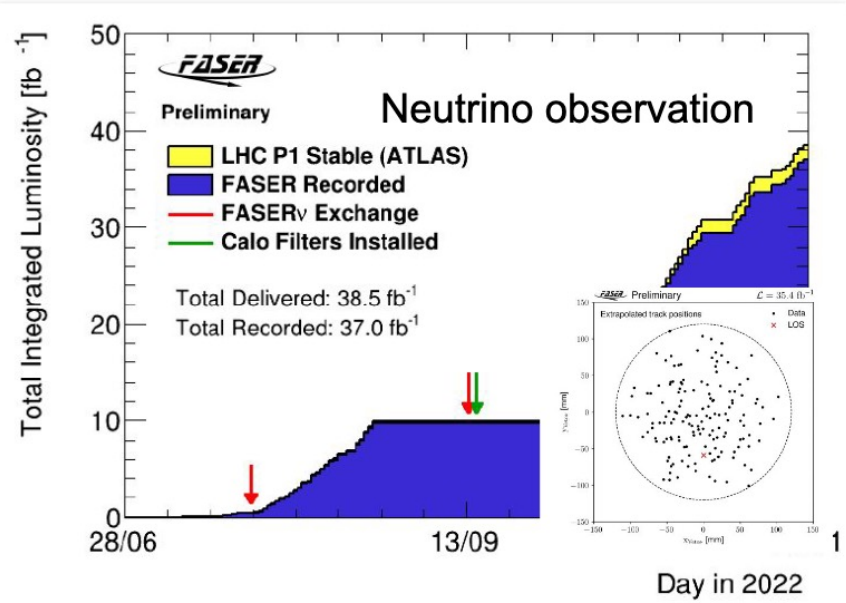 Total Integrated Luminosity [fb -1]
50
40
30
20
10
0
FASER
Preliminary
Neutrino observation
LHC P1 Stable (ATLAS)
FASER Recorded
FASERν Exchange
Calo Filters Installed
Total Delivered: 38.5 fb-1
Total Recorded: 37.0 fb-1
28/06
13/09
1
Day in 2022
FASER Preliminary
L = 35.4 fb-1
Extrapolated track positions
Data
LOS
150
100
50
0
−50
−100
−150
−150 −100 −50 0 50 100 150
[mm]
[mm]